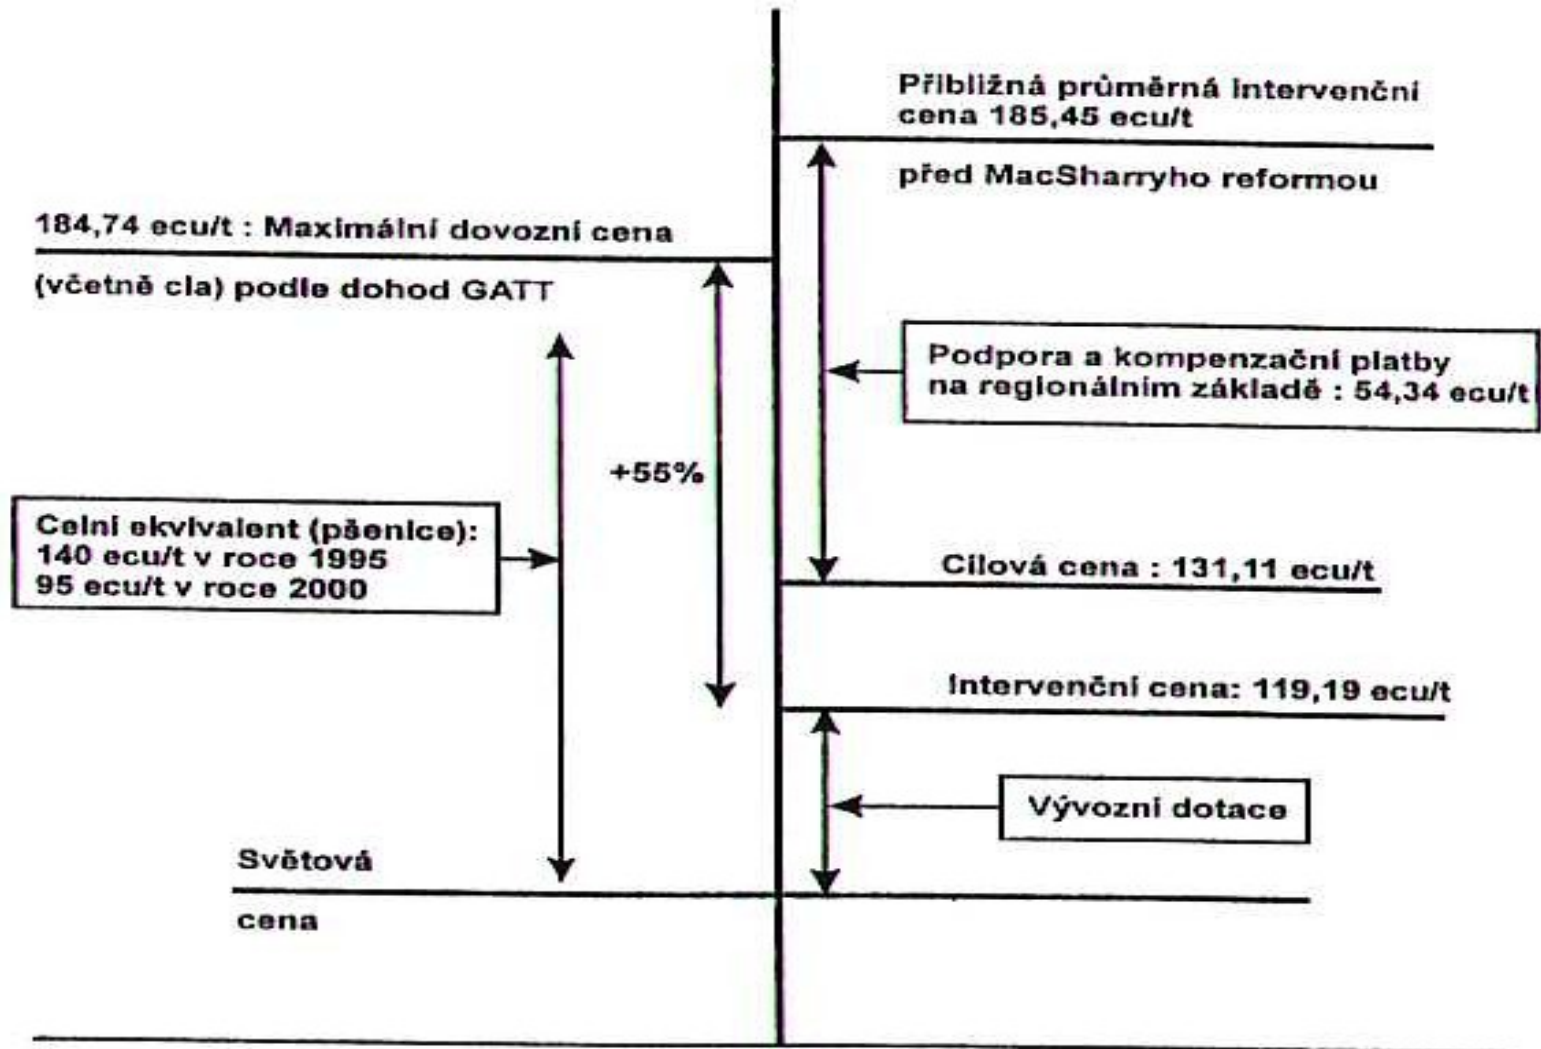 Přibližná průměrná intervenční
cena 185,45 ecu/t
před MacSharryho reformou
184,74 ecu/t : Maximální dovozní cena
(včetně cla) podle dohod GATT
Podpora a kompenzační platby
na regionálním základě : 54,34 ecu/t
+55%
Celní ekvivalent (pšenice):
140 ecu/t v roce 1995
95 ecu/t v roce 2000
Cílová cena : 131,11 ecu/t
Intervenční cena: 119,19 ecu/t
Vývozní dotace
Světová
cena